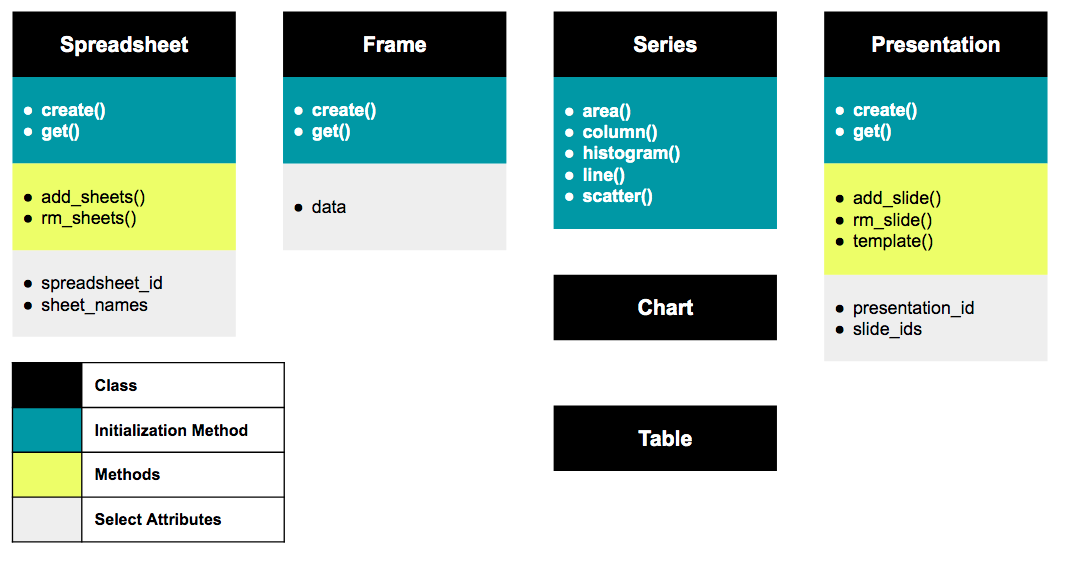 Spreadsheet
● create()
● get()
● add_sheets()
● rm_sheets()
● spreadsheet_id
● sheet_names
Frame
● create()
● get()
● data
Series
● area()
● column()
● histogram()
● line()
● scatter()
Chart
Table
Presentation
● create()
● get()
● add_slide()
● rm_slide()
● template()
● presentation_id
● slide_ids
Class
Initialization Method
Methods
Select Attributes